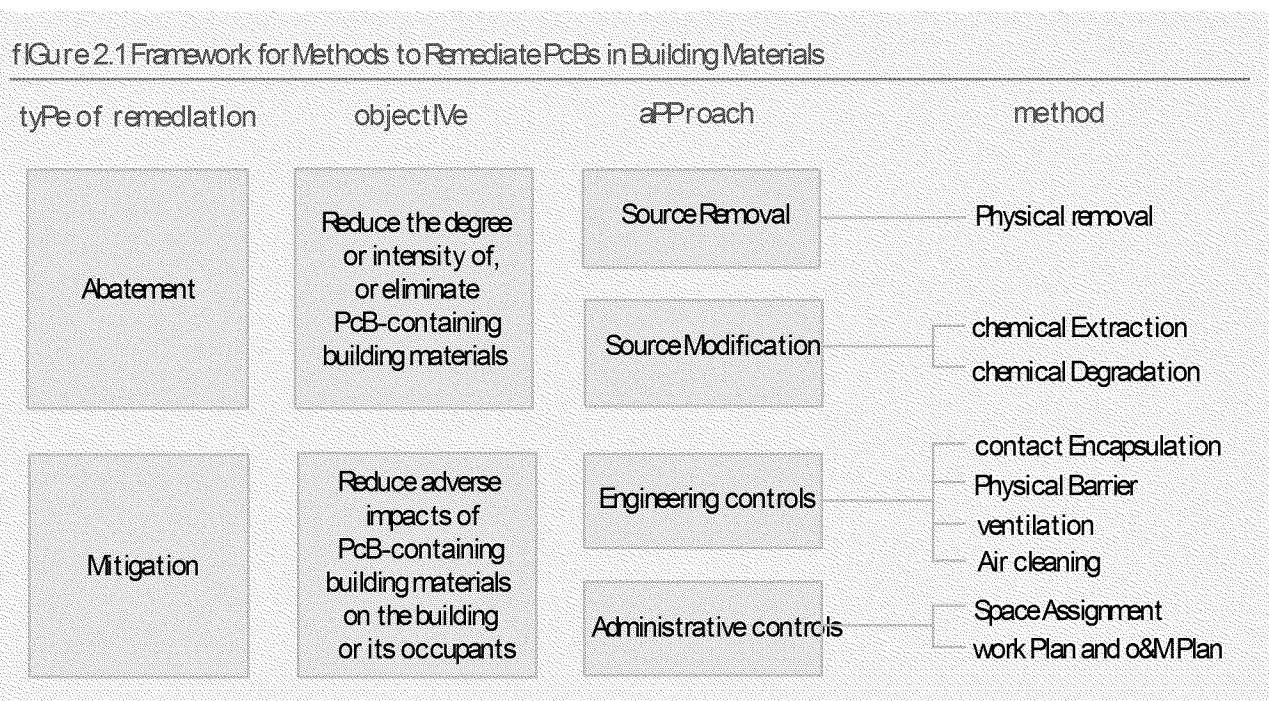 fIGure 2.1 Framework for Methods to Remediate PcBs in Building Materials
tyPe of remedIatIon
objectIVe
aPProach
method
Abatement
Reduce the degree
or intensity of,
or eliminate
PcB-containing
building materials
Source Removal
Physical removal
Source Modification
chemical Extraction
chemical Degradation
Mitigation
Reduce adverse
impacts of
PcB-containing
building materials
on the building
or its occupants
Engineering controls
contact Encapsulation
Physical Barrier
ventilation
Air cleaning
Administrative controls
Space Assignment
work Plan and o&M Plan